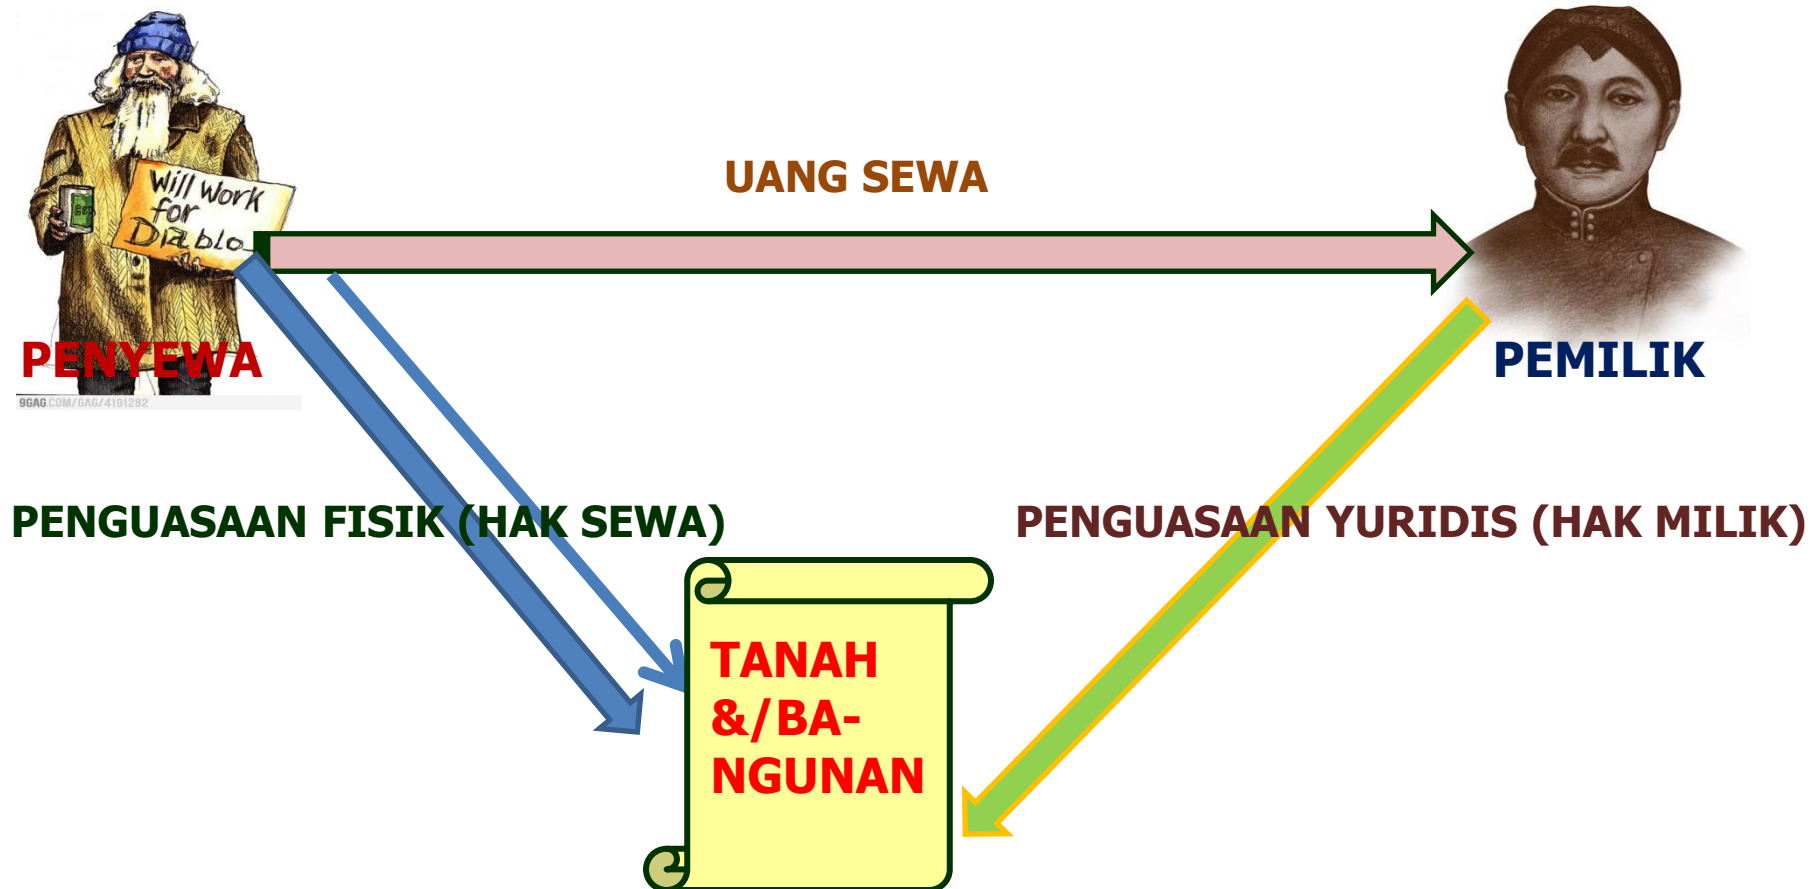 Will Work
for
Diablo
UANG SEWA
PENYEWA
PEMILIK
9GAG.COM/GAG/4191282
PENGUASAAN FISIK (HAK SEWA)
PENGUASAAN YURIDIS (HAK MILIK)
TANAH
&/BA-
NGUNAN